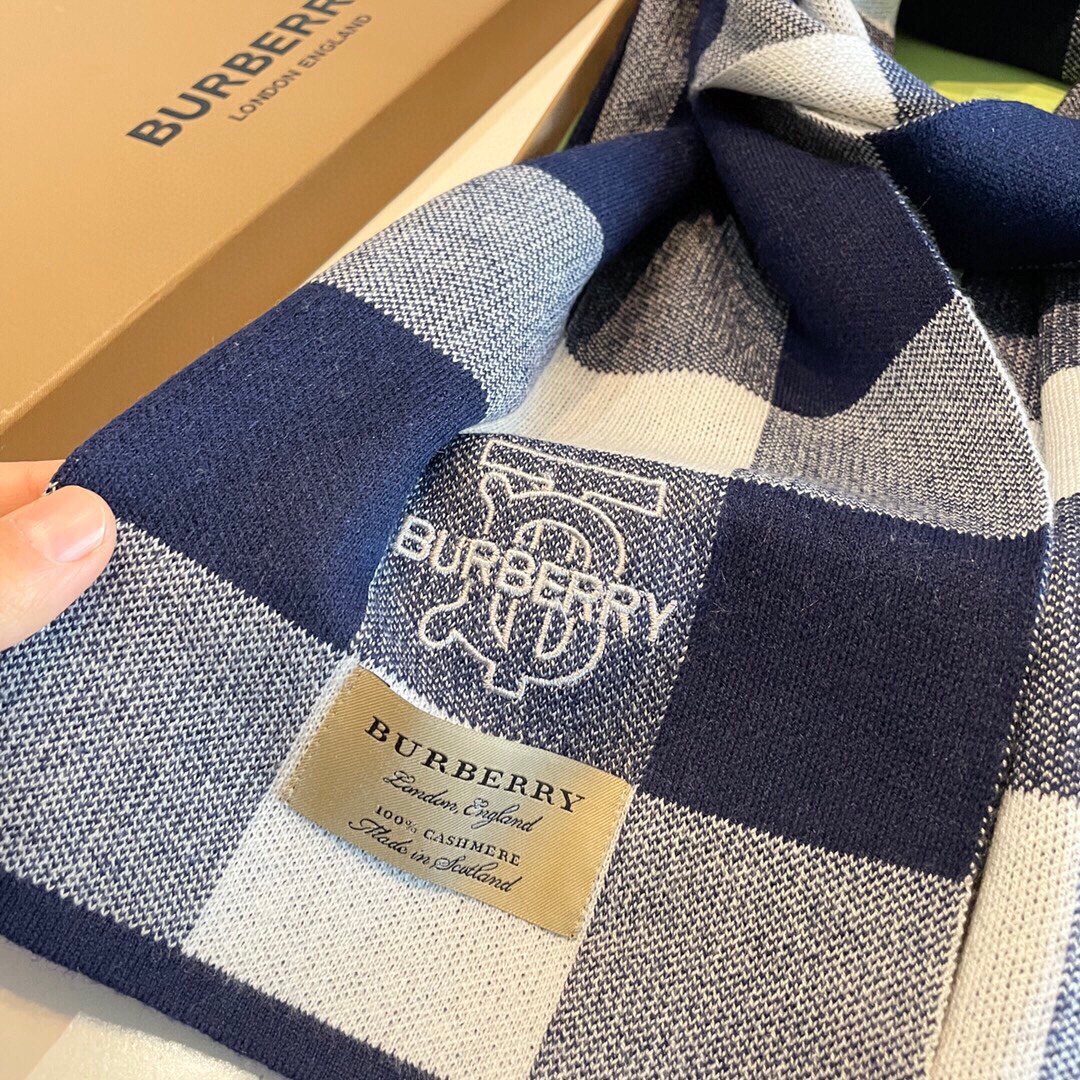 BURBERRY
LONDON ENGLAND
BURBERRY
BURBERRY
London, England
100% CASHMERE
Made in Scotland